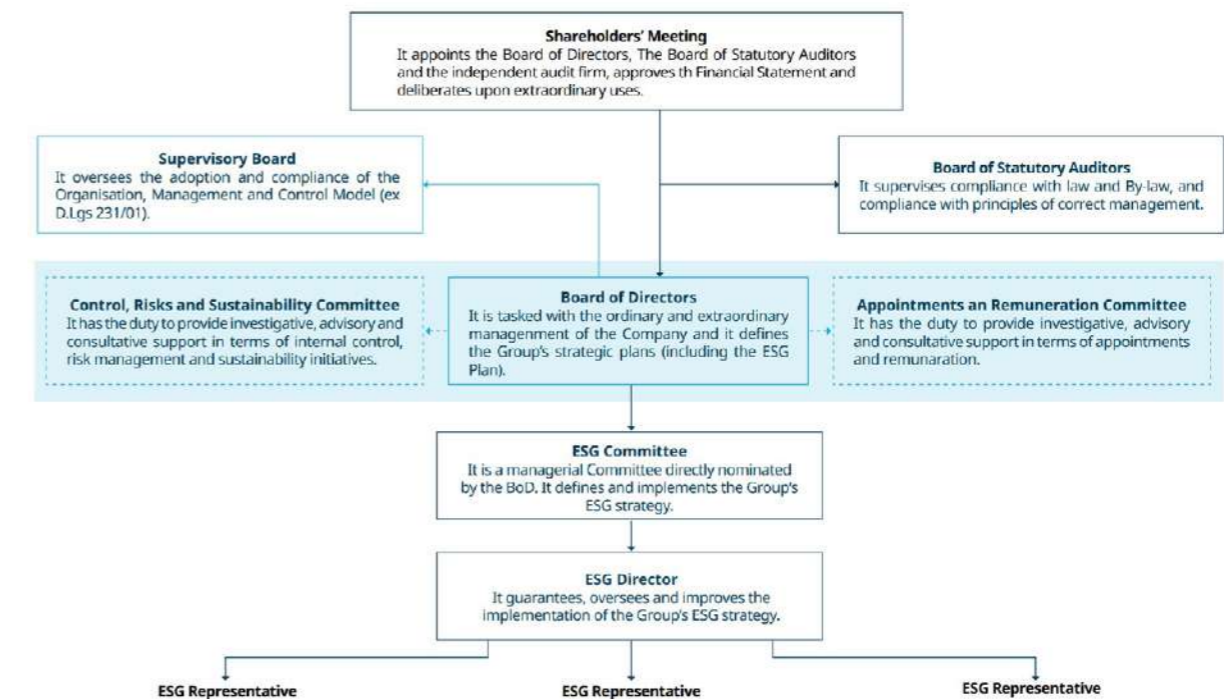 Shareholders' Meeting
It appoints the Board of Directors, The Board of Statutory Auditors
and the independent audit firm, approves th Financial Statement and
deliberates upon extraordinary uses.
Supervisory Board
It oversees the adoption and compliance of the
Organisation, Management and Control Model (ex
D.Lgs 231/01).
Board of Statutory Auditors
It supervises compliance with law and By-law, and
compliance with principles of correct management.
Control, Risks and Sustainability Committee
It has the duty to provide investigative, advisory and
consultative support in terms of internal control,
risk management and sustainability initiatives.
Board of Directors
It is tasked with the ordinary and extraordinary
managenment of the Company and it defines
the Group's strategic plans (including the ESG
Plan).
Appointments an Remuneration Committee
It has the duty to provide investigative, advisory
and consultative support in terms of appointments
and remunaration.
ESG Committee
It is a managerial Committee directly nominated
by the BoD. It defines and implements the Group's
ESG strategy.
ESG Director
It guarantees, oversees and improves the
implementation of the Group's ESG strategy.
ESG Representative
ESG Representative
ESG Representative